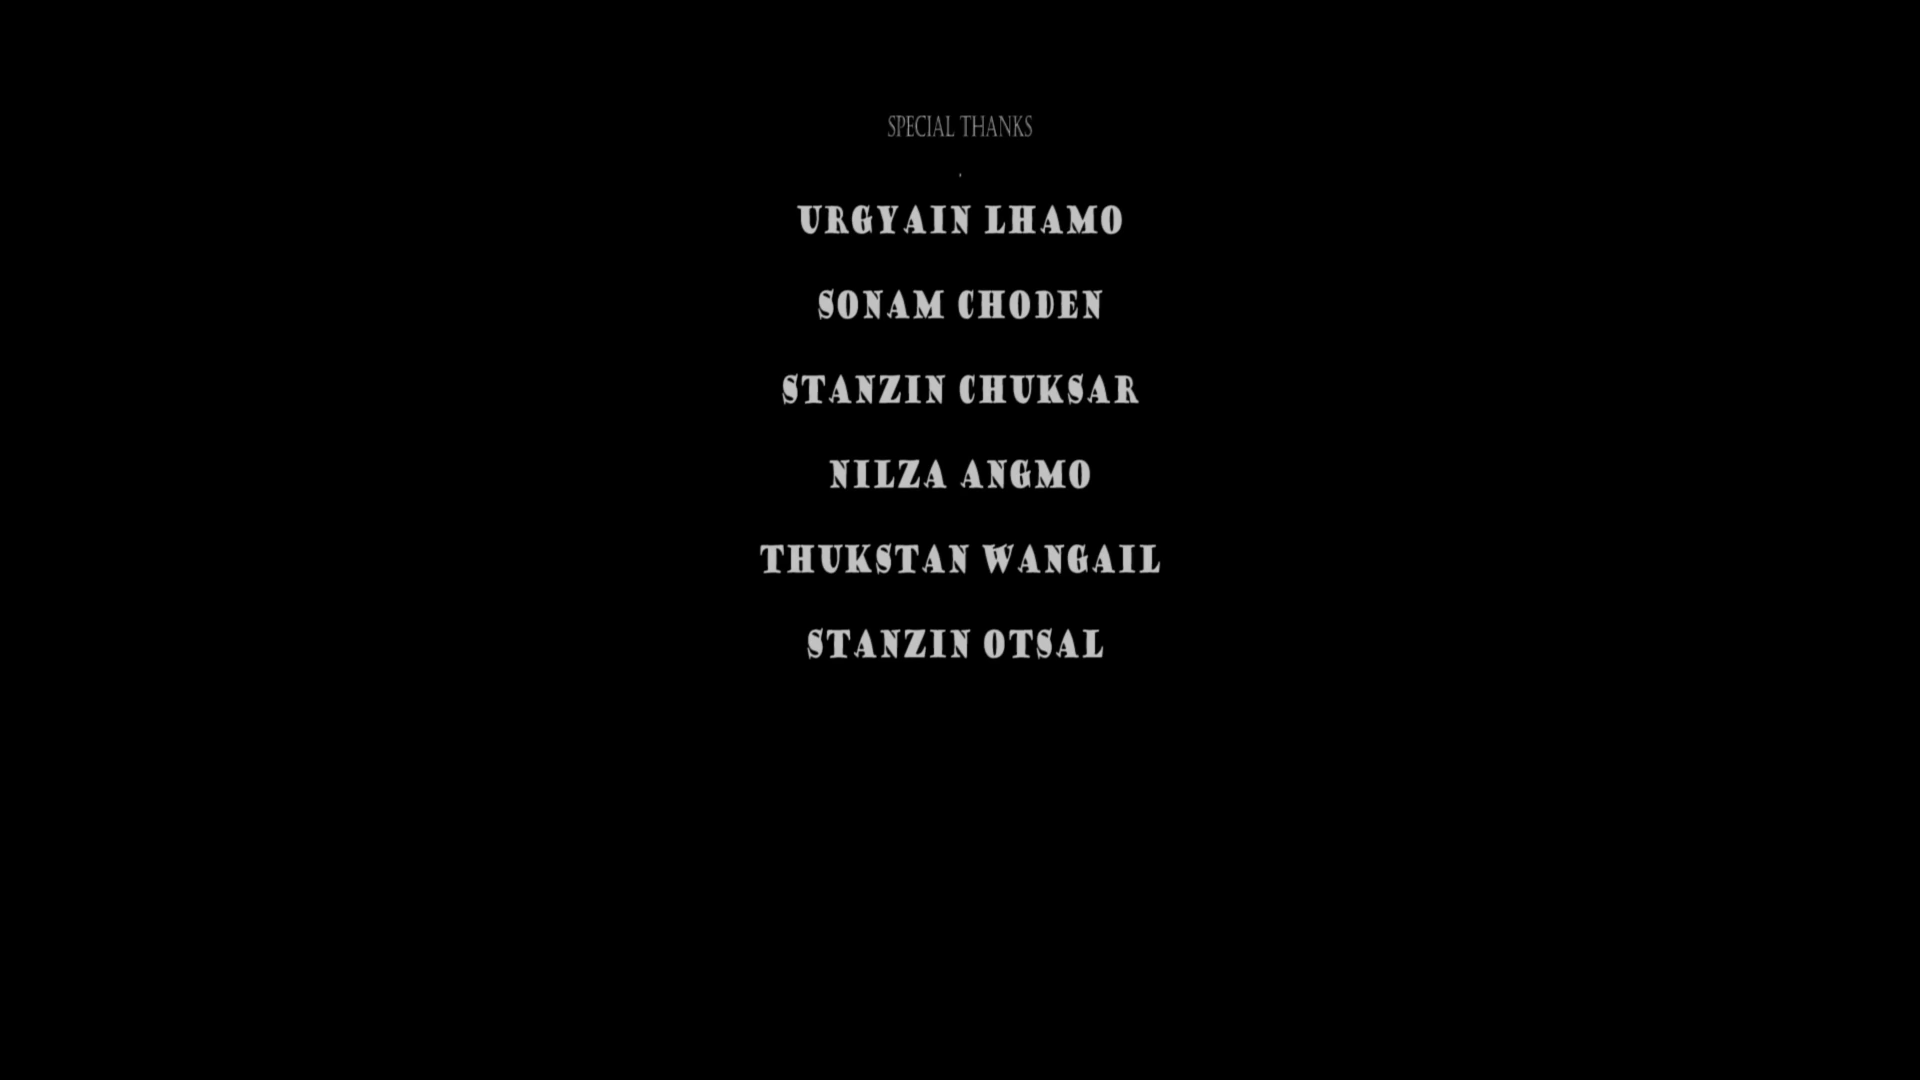 SPECIAL THANKS
URGYAIN LHAMO
SONAM CHODEN
STANZIN CHUKSAR
NILZA ANGMO
THUKSTAN WANGAIL
STANZIN OTSAL